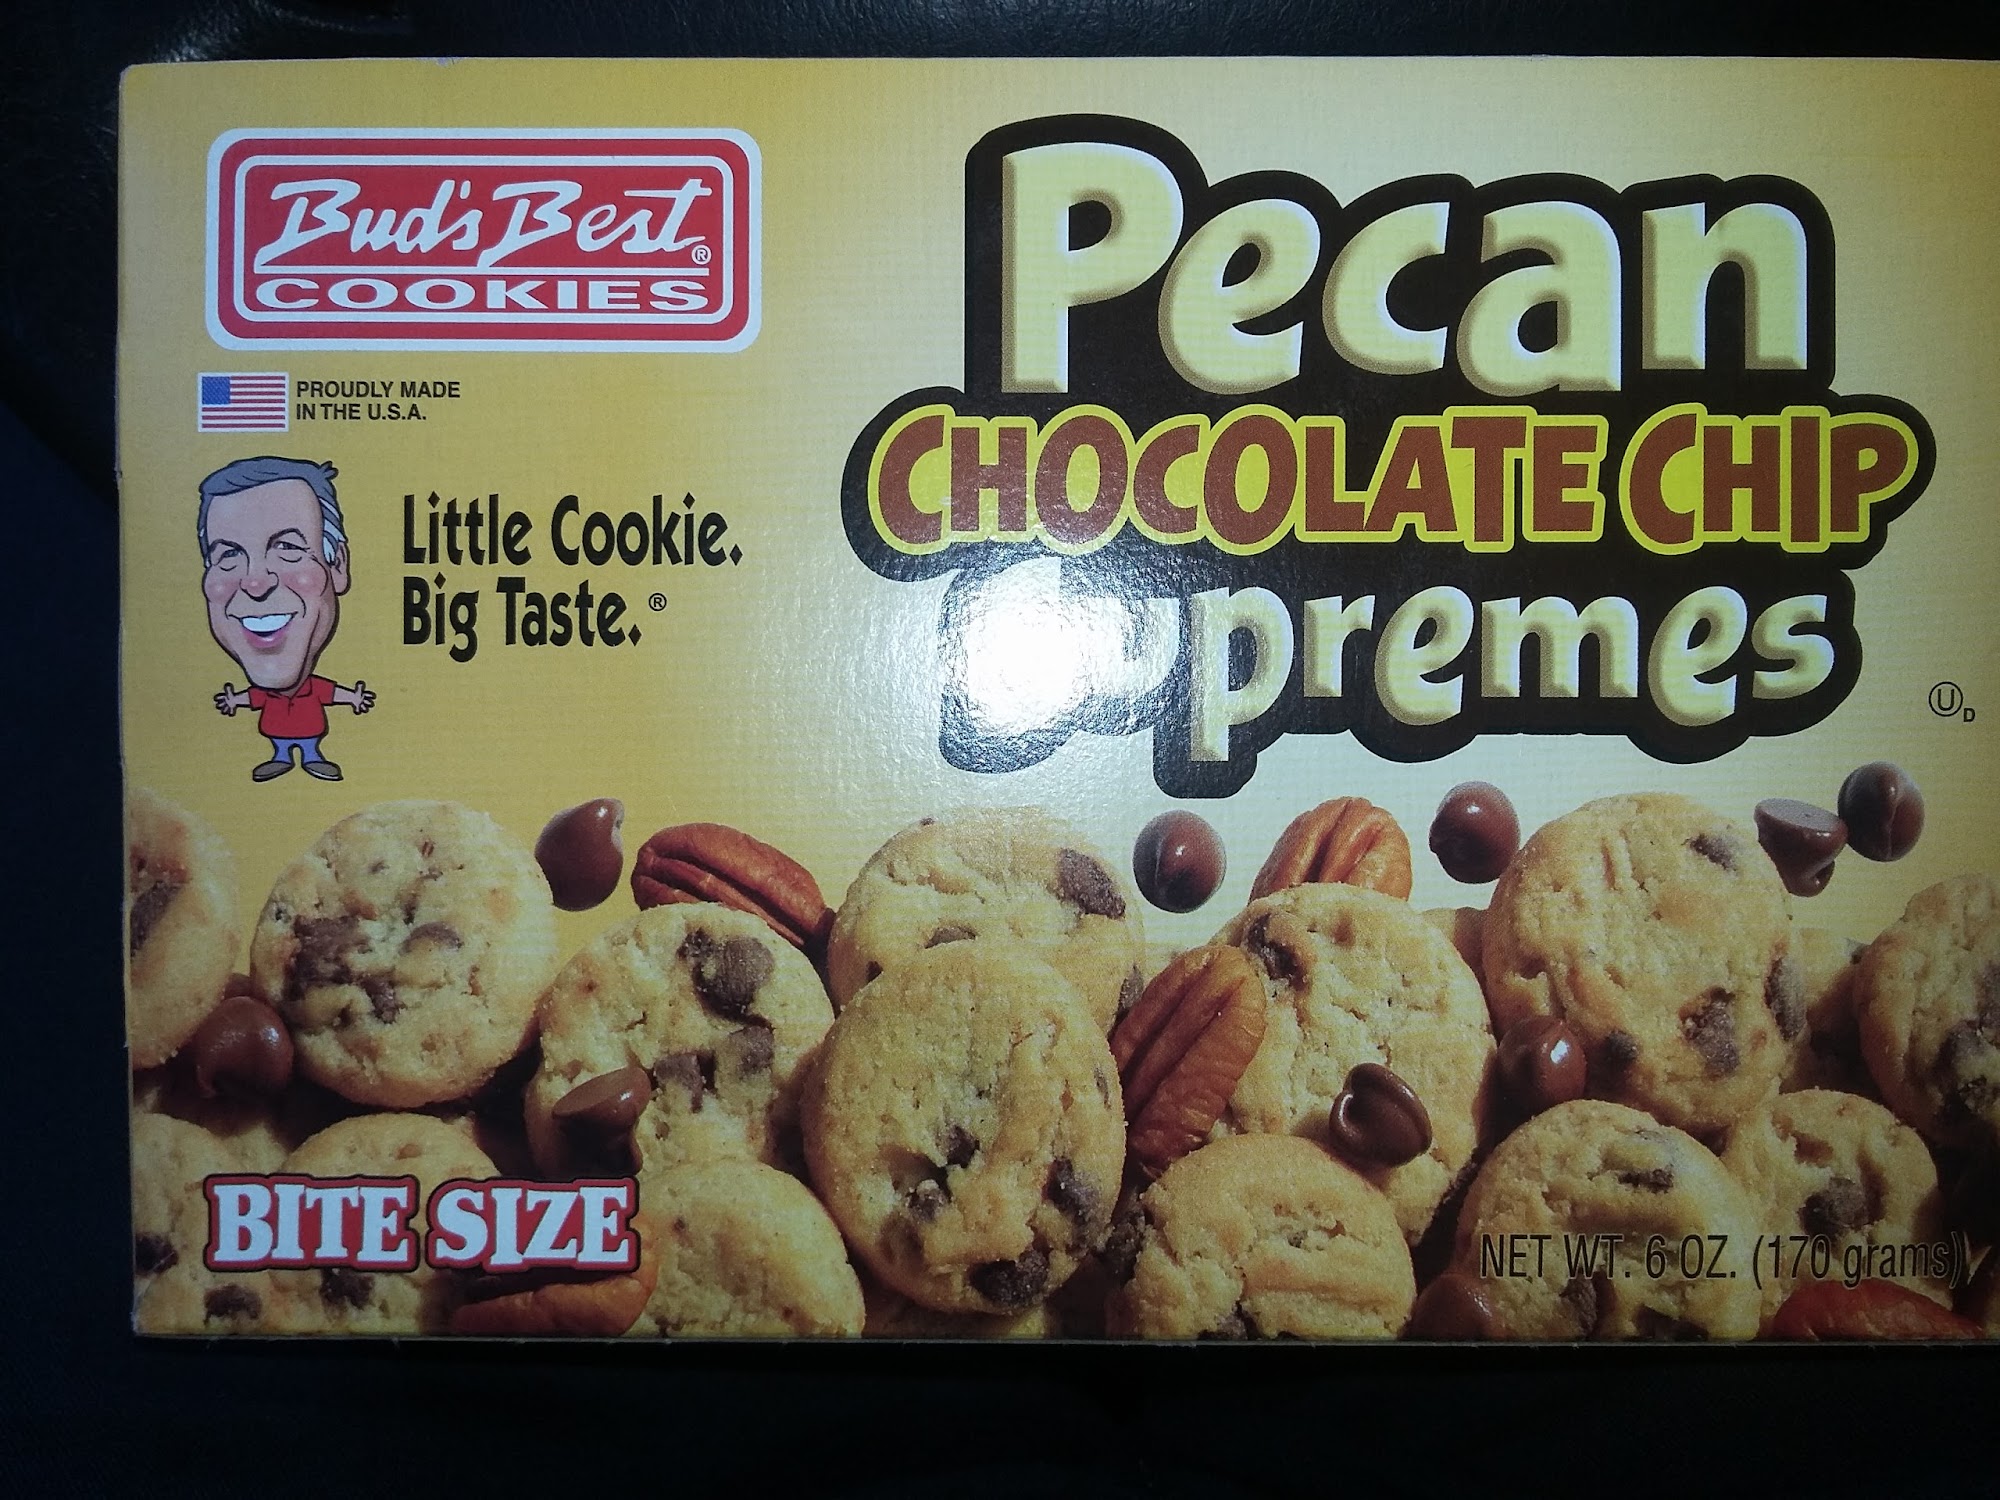 Bud's Best®
COOKIES
PROUDLY MADE
IN THE U.S.A.
Little Cookie.
Big Taste.®
Pecan
CHOCOLATE CHIP
Supremes
Ⓤ D
BITE SIZE
NET WT. 6 OZ. (170 grams)